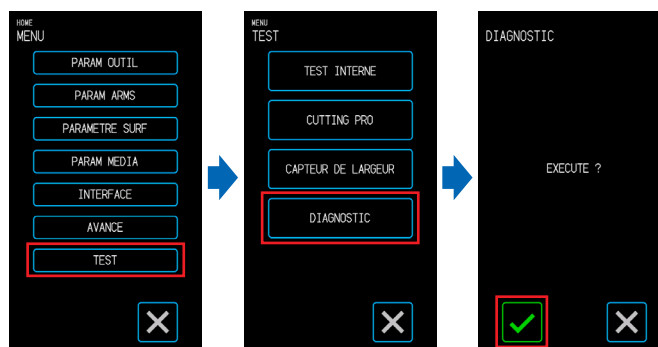 HOME
MENU
PARAM OUTIL
PARAM ARMS
PARAMETRE SURF
PARAM MEDIA
INTERFACE
AVANCE
TEST
MENU
TEST
TEST INTERNE
CUTTING PRO
CAPTEUR DE LARGEUR
DIAGNOSTIC
DIAGNOSTIC
EXECUTE ?